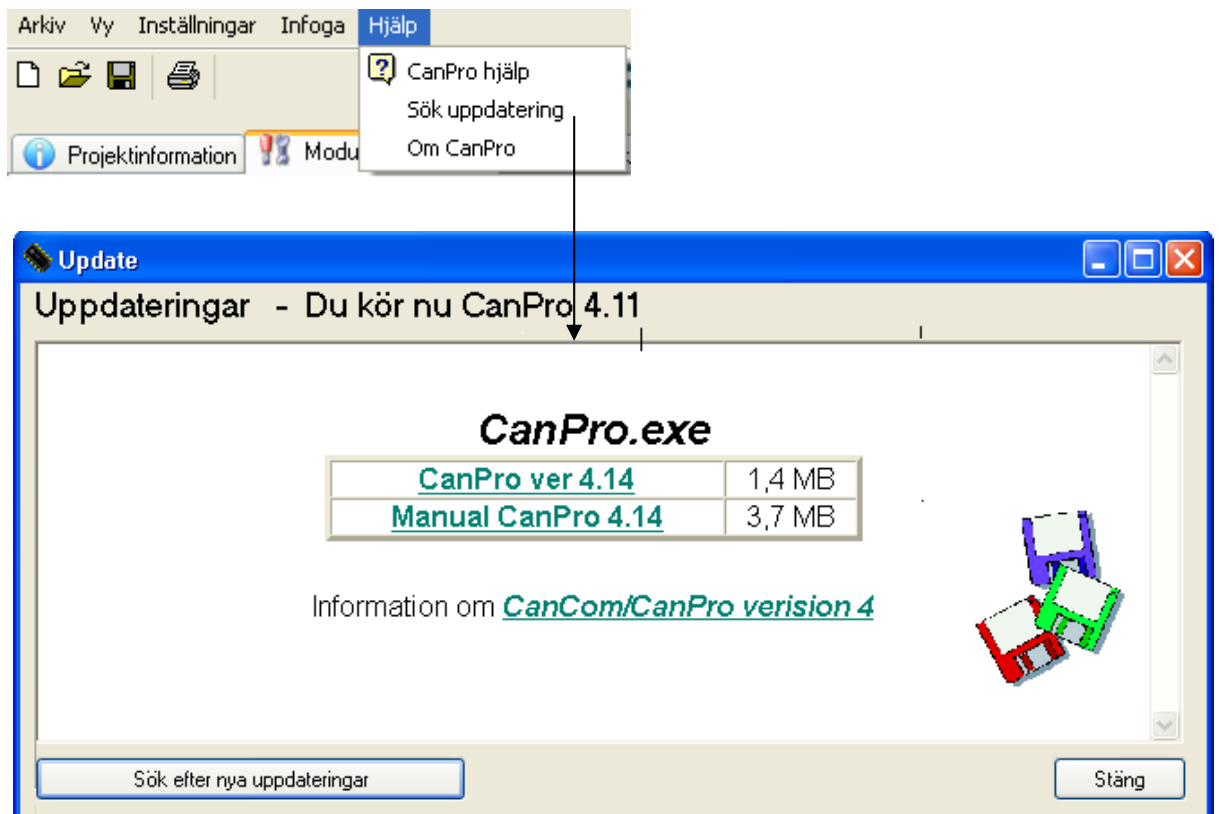 Arkiv Vy Inställningar Infoga Hjälp
CanPro hjälp
Sök uppdatering
Om CanPro
Projektinformation Modu
Update
Uppdateringar - Du kör nu CanPro 4.11
CanPro.exe
CanPro ver 4.14 1,4 MB
Manual CanPro 4.14 3,7 MB
Information om CanCom/CanPro verision 4
Sök efter nya uppdateringar Stäng